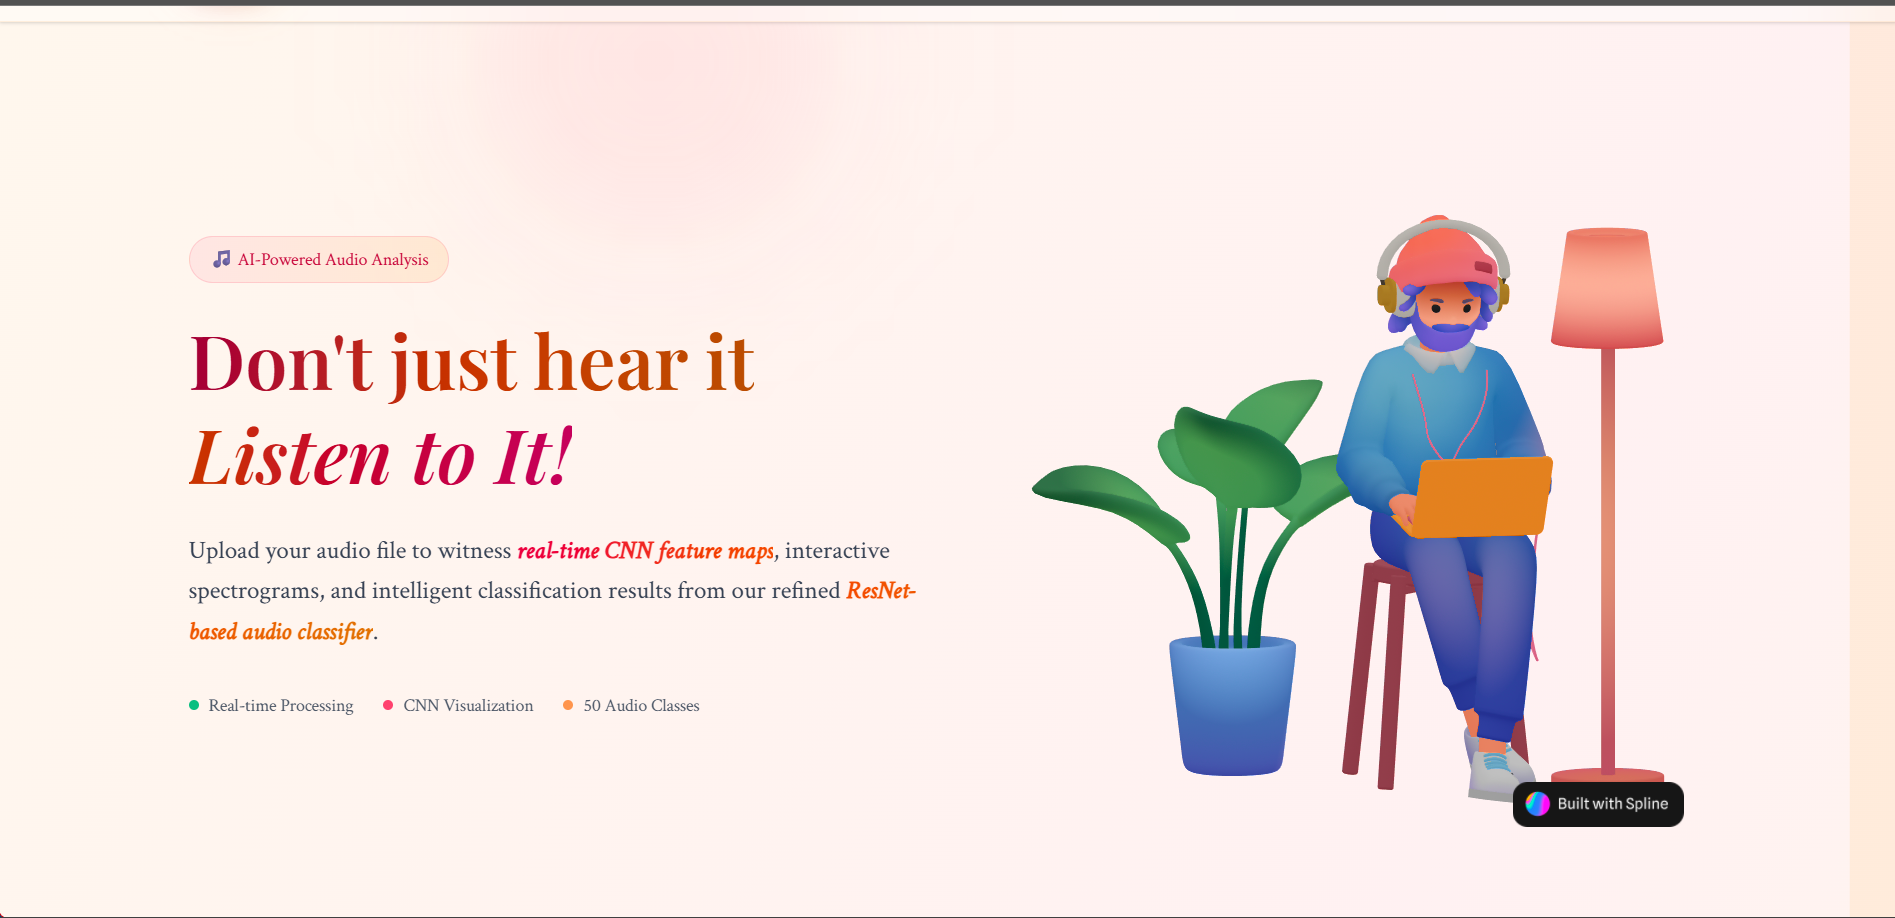 AI-Powered Audio Analysis
Don't just hear it
Listen to It!
Upload your audio file to witness real-time CNN feature maps, interactive
spectrograms, and intelligent classification results from our refined ResNet-
based audio classifier.
Real-time Processing
CNN Visualization
50 Audio Classes
Built with Spline